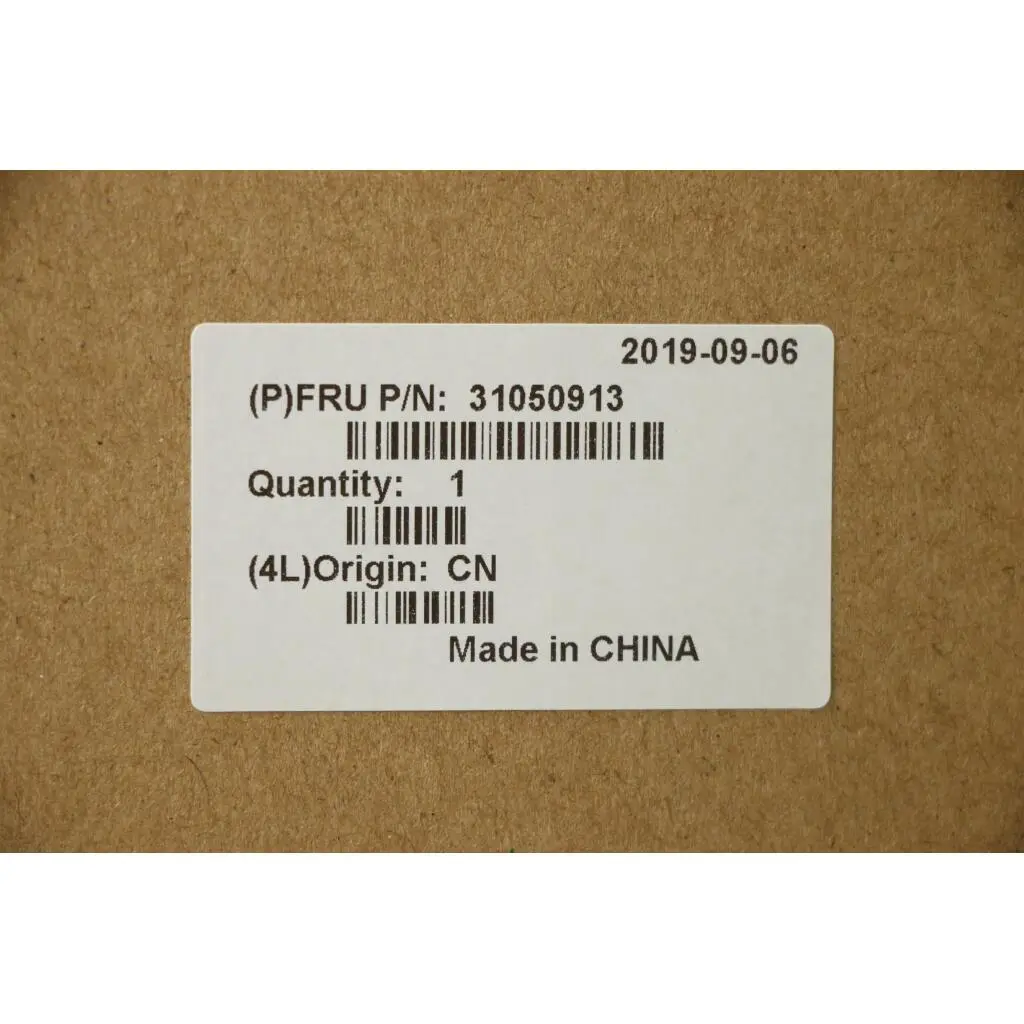 2019-09-06
(P)FRU P/N: 31050913
Quantity: 1
(4L)Origin: CN
Made in CHINA